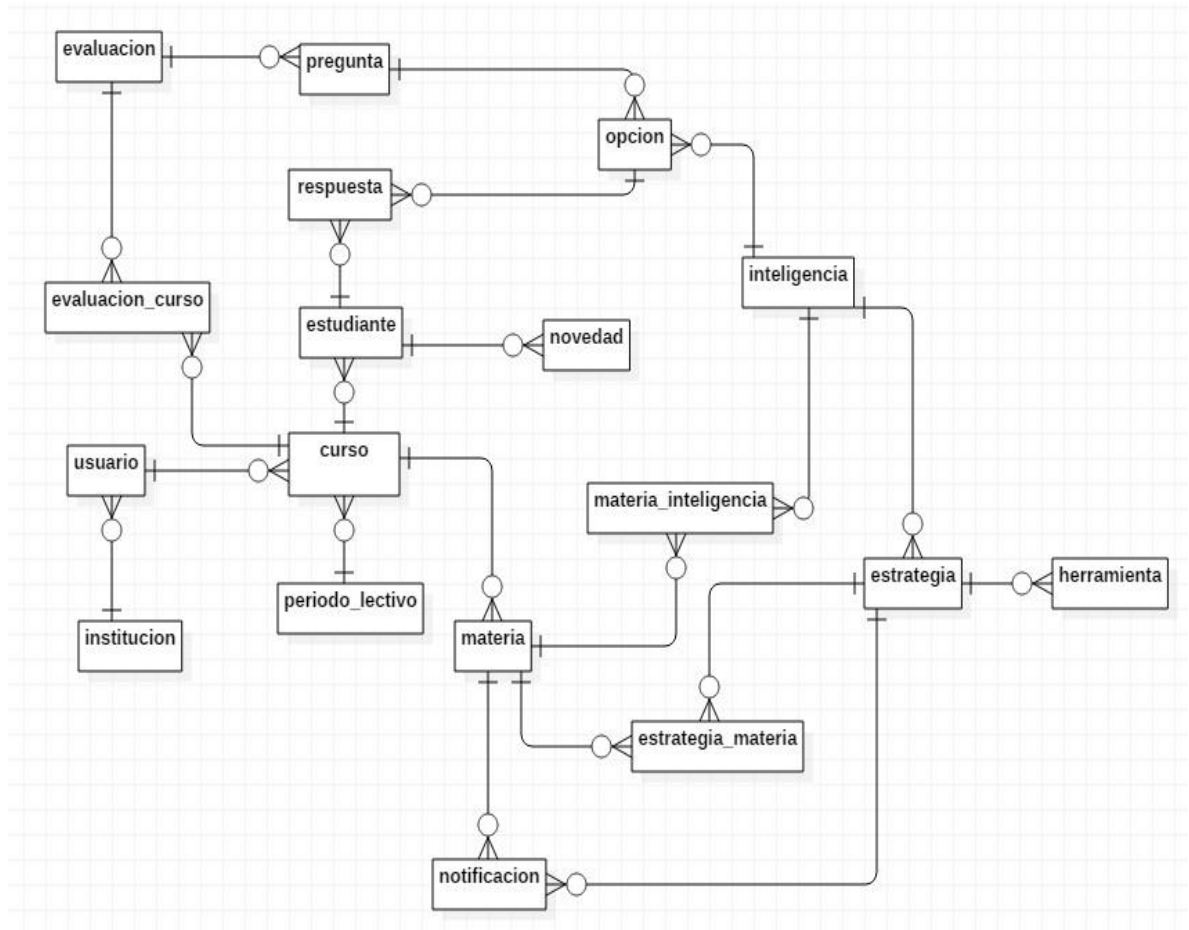 evaluacion
pregunta
opcion
respuesta
inteligencia
evaluacion_curso
estudiante
novedad
curso
usuario
materia_inteligencia
estrategia
herramienta
periodo_lectivo
institucion
materia
estrategia_materia
notificacion